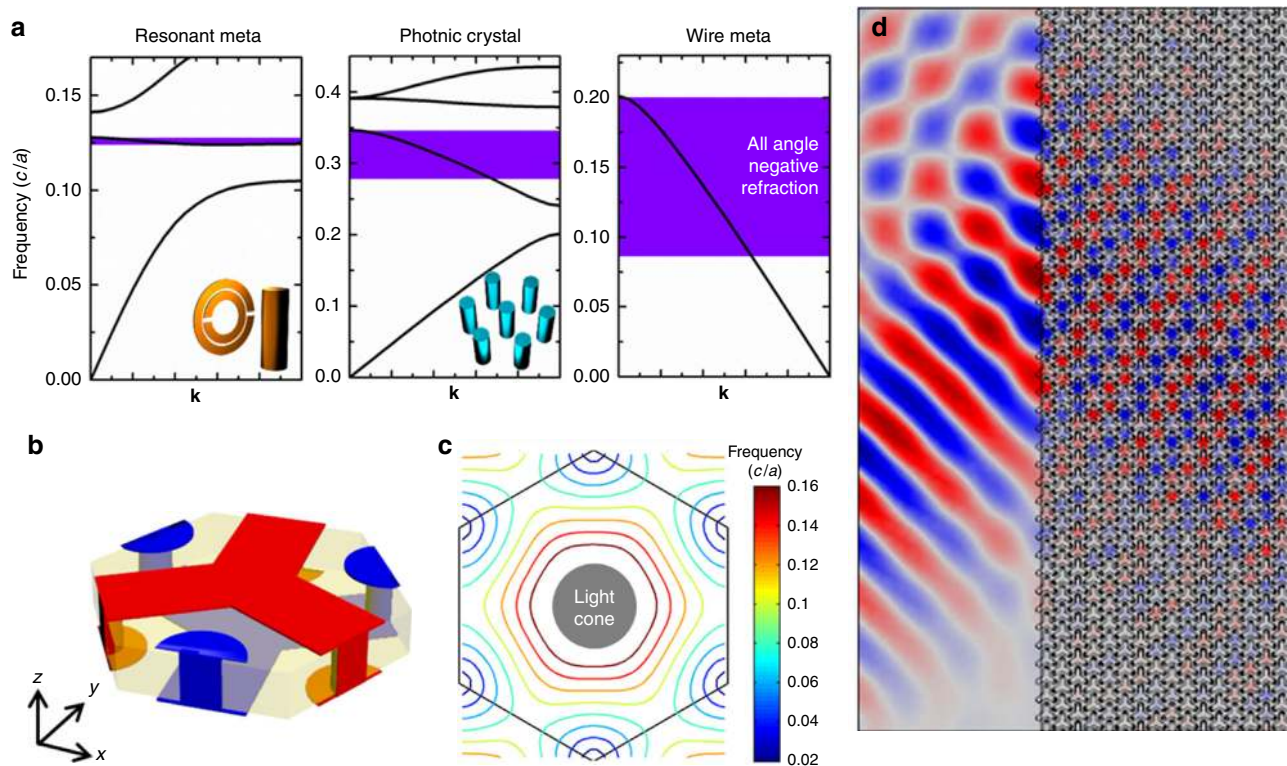 a
Resonant meta
Photnic crystal
Wire meta
d
Frequency (c/a)
0.15
0.10
0.05
0.00
k
0.4
0.3
0.2
0.1
0.0
k
0.20
0.15
0.10
0.05
0.00
k
All angle
negative
refraction
b
z
y
x
c
Light
cone
Frequency
(c/a)
0.16
0.14
0.12
0.1
0.08
0.06
0.04
0.02